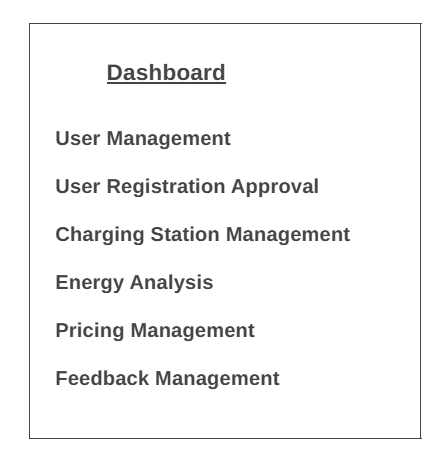 Dashboard
User Management
User Registration Approval
Charging Station Management
Energy Analysis
Pricing Management
Feedback Management